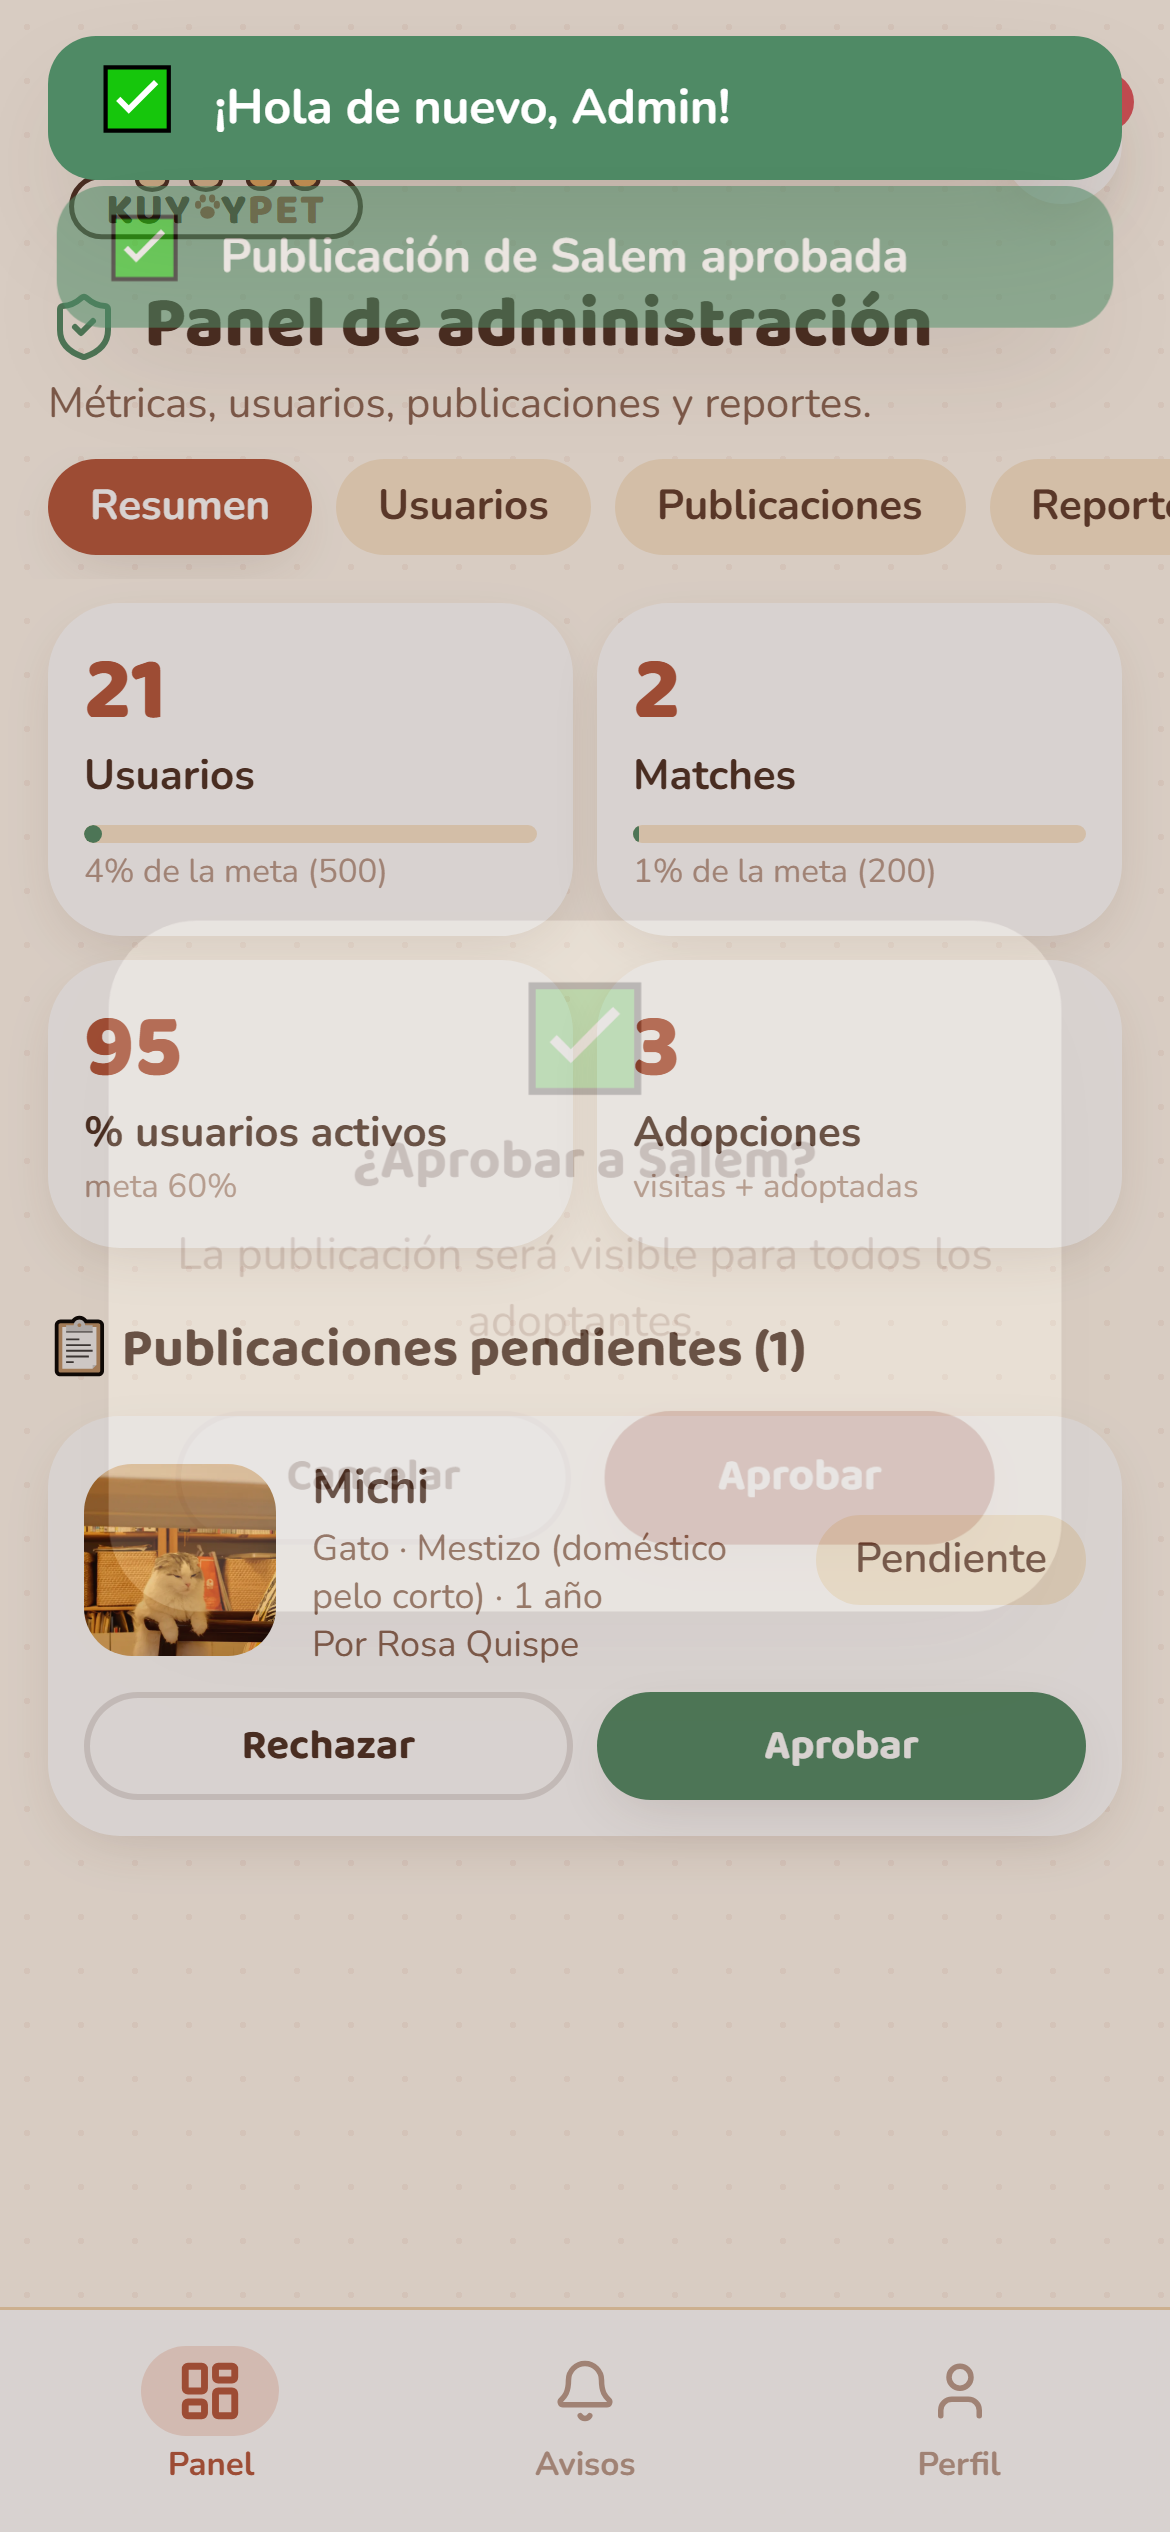 ¡Hola de nuevo, Admin!
KUYYPET
Publicación de Salem aprobada
Panel de administración
Métricas, usuarios, publicaciones y reportes.
Resumen
Usuarios
Publicaciones
21
Usuarios
4% de la meta (500)
2
Matches
1% de la meta (200)
95
% usuarios activos
meta 60%
3
Adopciones
visitas + adoptadas
¿Aprobar a Salem?
La publicación será visible para todos los
adoptantes.
Cancelar
Aprobar
Publicaciones pendientes (1)
Michi
Gato · Mestizo (doméstico
pelo corto) · 1 año
Por Rosa Quispe
Pendiente
Rechazar
Aprobar
Panel
Avisos
Perfil